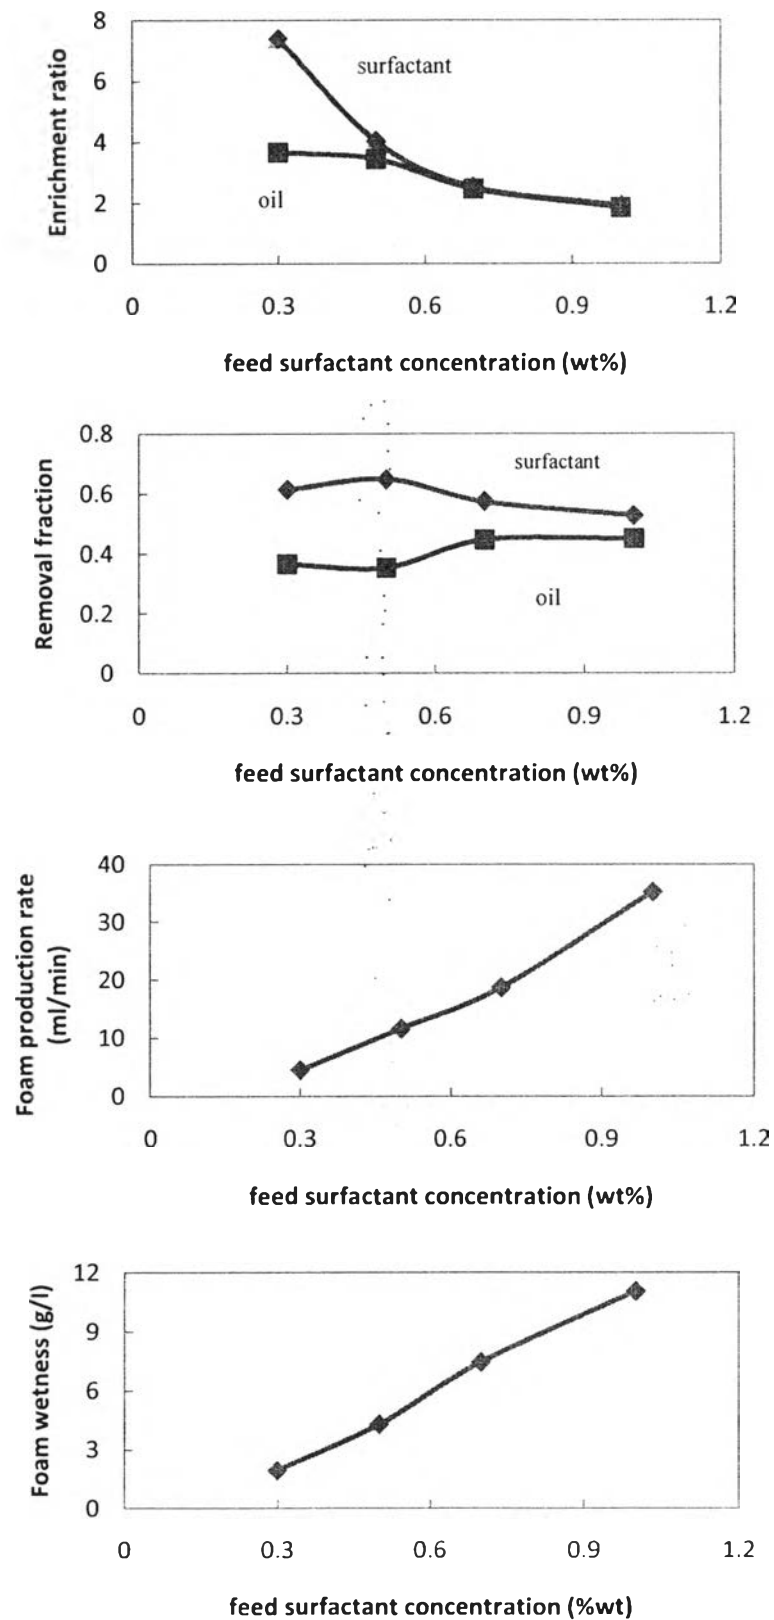 Enrichment ratio
8
6
4
2
0
surfactant
oil
0 0.3 0.6 0.9 1.2
feed surfactant concentration (wt%)
Removal fraction
0.8
0.6
0.4
0.2
0
surfactant
oil
0 0.3 0.6 0.9 1.2
feed surfactant concentration (wt%)
Foam production rate
(ml/min)
40
30
20
10
0
0 0.3 0.6 0.9 1.2
feed surfactant concentration (wt%)
Foam wetness (g/l)
12
9
6
3
0
0 0.3 0.6 0.9 1.2
feed surfactant concentration (%wt)